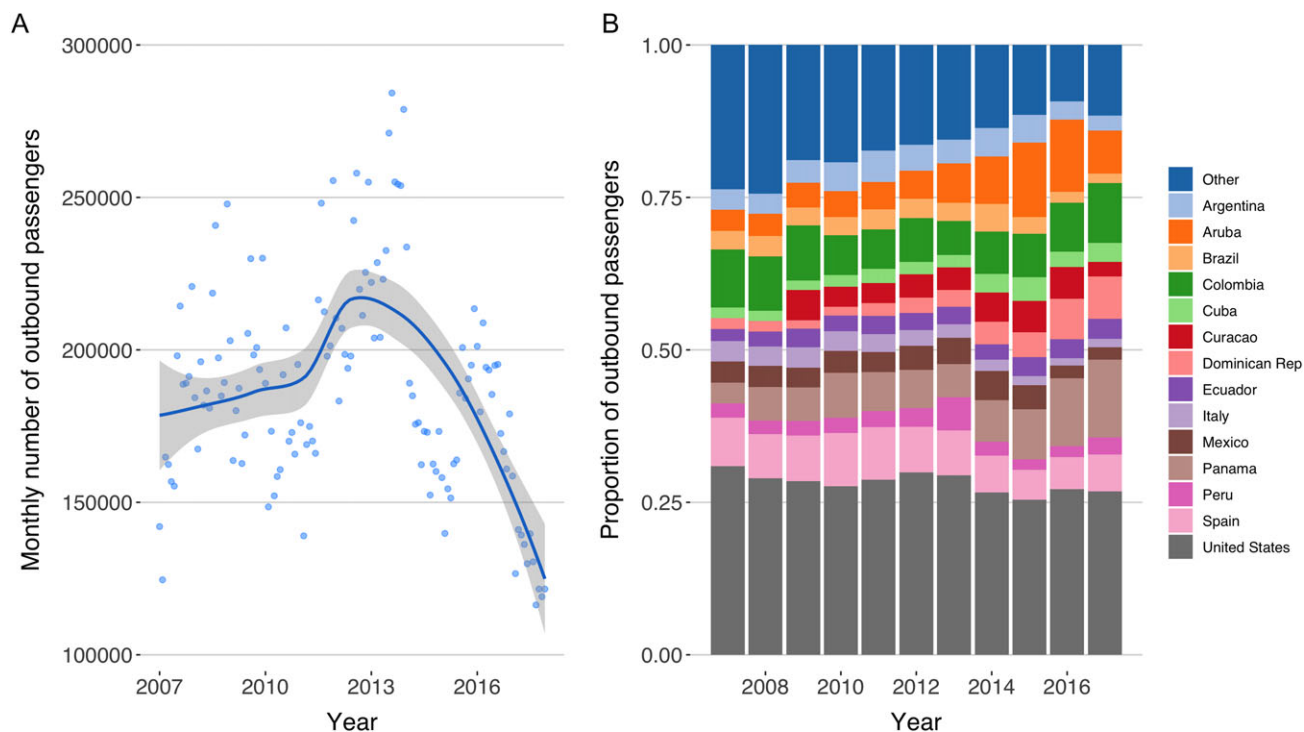 A
Monthly number of outbound passengers
300000
250000
200000
150000
100000
2007
2010
2013
2016
Year
B
Proportion of outbound passengers
1.00
0.75
0.50
0.25
0.00
2008
2010
2012
2014
2016
Year
Other
Argentina
Aruba
Brazil
Colombia
Cuba
Curacao
Dominican Rep
Ecuador
Italy
Mexico
Panama
Peru
Spain
United States